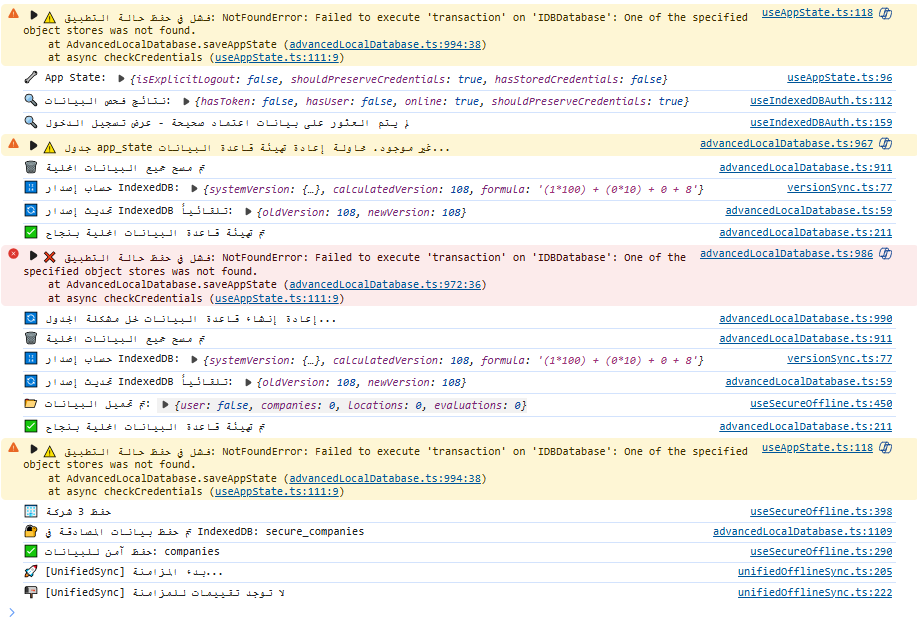 فشل في حفظ حالة التطبيق: NotFoundError: Failed to execute 'transaction' on 'IDBDatabase': One of the specified useAppState.ts:118
object stores was not found.
at AdvancedLocalDatabase.saveAppState (advancedLocalDatabase.ts:994:38)
at async checkCredentials (useAppState.ts:111:9)
App State: ▶ {isExplicitLogout: false, shouldPreserveCredentials: true, hasStoredCredentials: false} useAppState.ts:96
نتائج فحص البيانات: ▶ {hasToken: false, hasUser: false, online: true, shouldPreserveCredentials: true} useIndexedDBAuth.ts:112
لم يتم العثور على بيانات اعتماد صحيحة - عرض تسجيل الدخول useIndexedDBAuth.ts:159
جدول app_state غير موجود. محاولة إعادة تهيئة قاعدة البيانات... advancedLocalDatabase.ts:967
تم مسح جميع البيانات المحلية advancedLocalDatabase.ts:911
حساب إصدار IndexedDB: ▶ {systemVersion: {…}, calculatedVersion: 108, formula: '(1*100) + (0*10) + 0 + 8'} versionSync.ts:77
تحديث إصدار IndexedDB تلقائياً: ▶ {oldVersion: 108, newVersion: 108} advancedLocalDatabase.ts:59
تم تهيئة قاعدة البيانات المحلية بنجاح advancedLocalDatabase.ts:211
فشل في حفظ حالة التطبيق: NotFoundError: Failed to execute 'transaction' on 'IDBDatabase': One of the advancedLocalDatabase.ts:986
specified object stores was not found.
at AdvancedLocalDatabase.saveAppState (advancedLocalDatabase.ts:972:36)
at async checkCredentials (useAppState.ts:111:9)
إعادة إنشاء قاعدة البيانات لحل مشكلة الجدول... advancedLocalDatabase.ts:990
تم مسح جميع البيانات المحلية advancedLocalDatabase.ts:911
حساب إصدار IndexedDB: ▶ {systemVersion: {…}, calculatedVersion: 108, formula: '(1*100) + (0*10) + 0 + 8'} versionSync.ts:77
تحديث إصدار IndexedDB تلقائياً: ▶ {oldVersion: 108, newVersion: 108} advancedLocalDatabase.ts:59
تم تحميل البيانات: ▶ {user: false, companies: 0, locations: 0, evaluations: 0} useSecureOffline.ts:450
تم تهيئة قاعدة البيانات المحلية بنجاح advancedLocalDatabase.ts:211
فشل في حفظ حالة التطبيق: NotFoundError: Failed to execute 'transaction' on 'IDBDatabase': One of the specified useAppState.ts:118
object stores was not found.
at AdvancedLocalDatabase.saveAppState (advancedLocalDatabase.ts:994:38)
at async checkCredentials (useAppState.ts:111:9)
حفظ 3 شركة useSecureOffline.ts:398
تم حفظ بيانات المصادقة في IndexedDB: secure_companies advancedLocalDatabase.ts:1109
حفظ آمن للبيانات: companies useSecureOffline.ts:290
[UnifiedSync] بدء المزامنة... unifiedOfflineSync.ts:205
[UnifiedSync] لا توجد تقييمات للمزامنة unifiedOfflineSync.ts:222